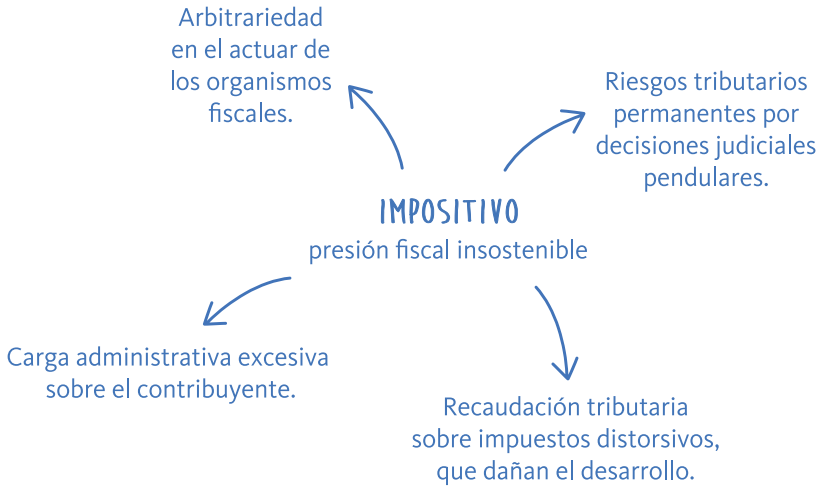 Arbitrariedad
en el actuar de
los organismos
fiscales.
Riesgos tributarios
permanentes por
decisiones judiciales
pendulares.
IMPOSITIVO
presión fiscal insostenible
Carga administrativa excesiva
sobre el contribuyente.
Recaudación tributaria
sobre impuestos distorsivos,
que dañan el desarrollo.